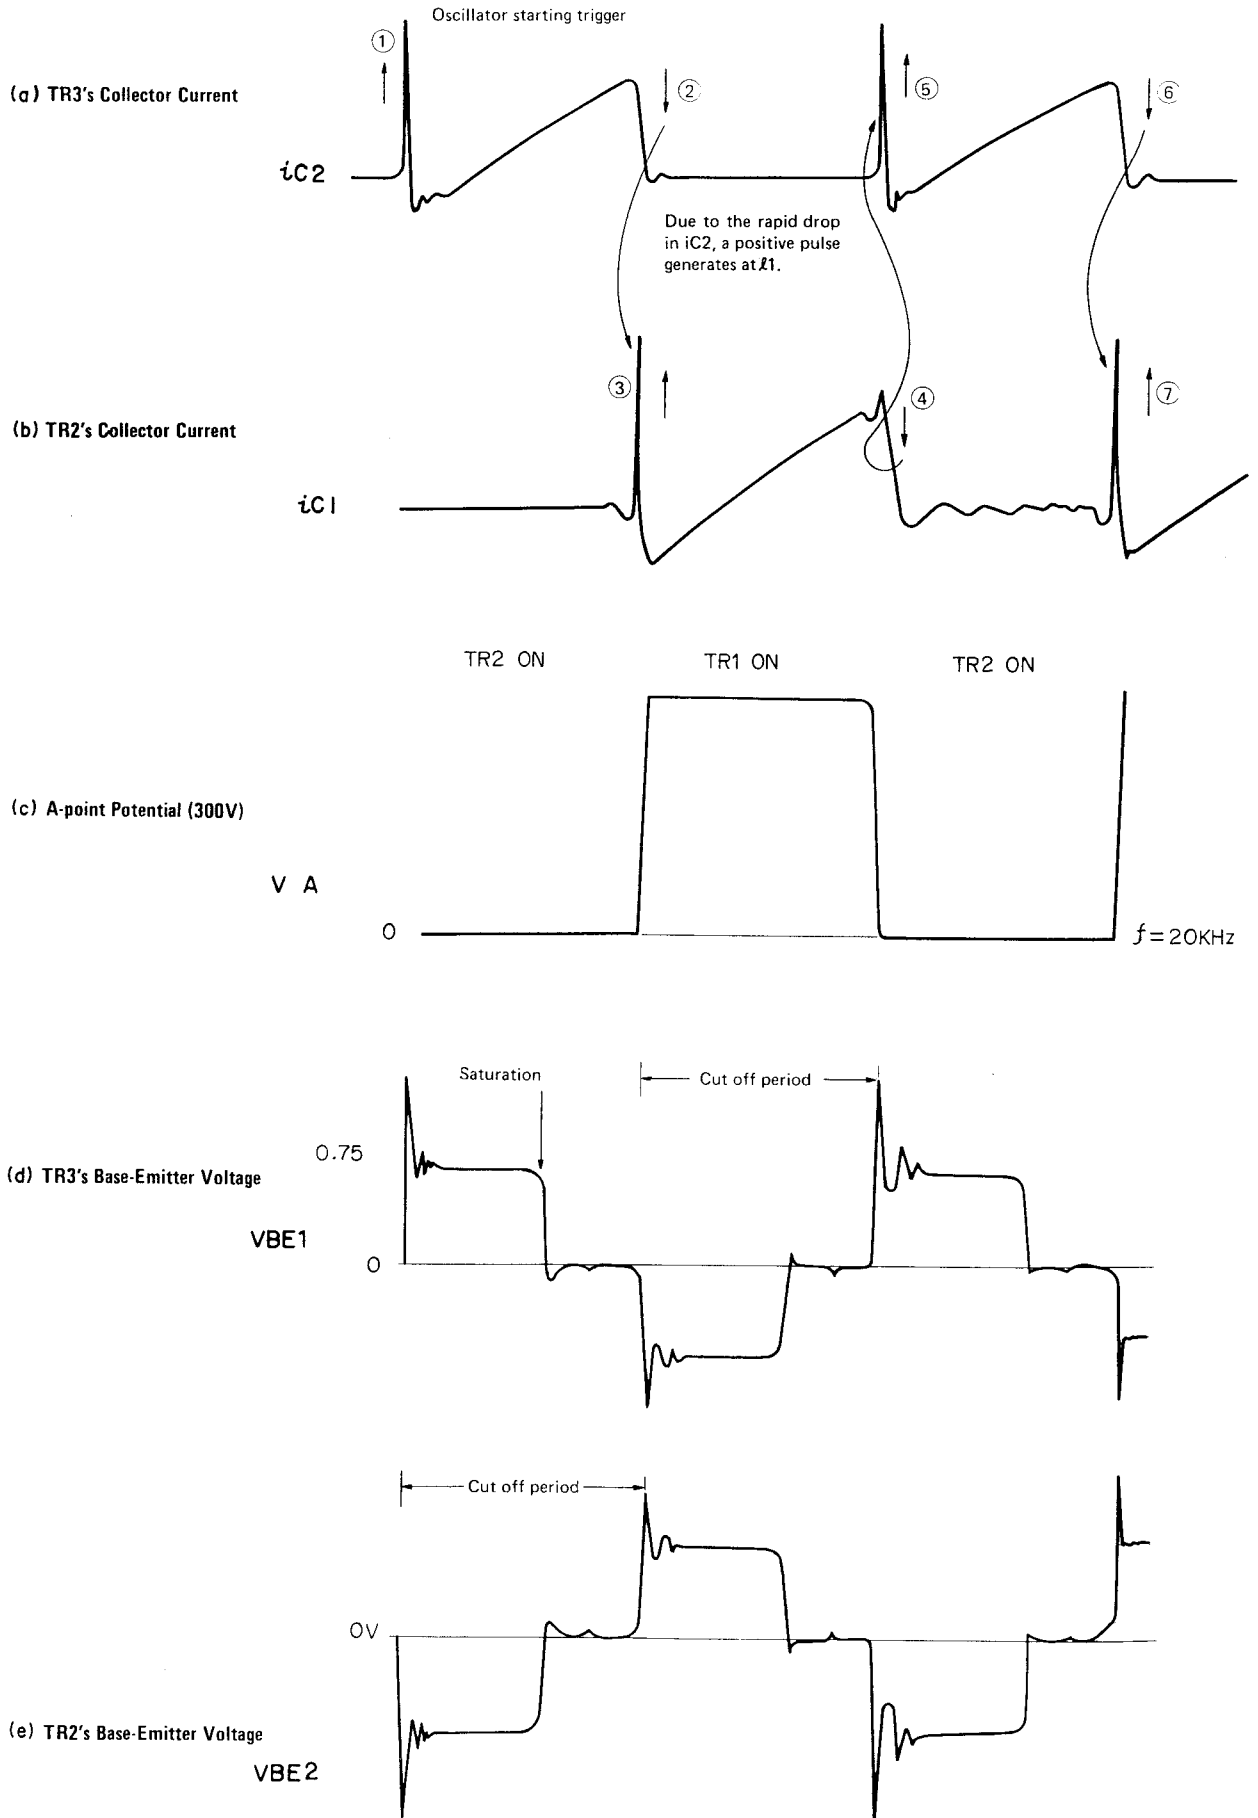 Oscillator starting trigger
①
②
⑤
⑥
(a) TR3's Collector Current
iC2
Due to the rapid drop
in iC2, a positive pulse
generates at ℓ1.
③
④
⑦
(b) TR2's Collector Current
iC1
TR2 ON
TR1 ON
TR2 ON
(c) A-point Potential (300V)
V A
0
f=20KHz
Saturation
Cut off period
0.75
(d) TR3's Base-Emitter Voltage
VBE1
0
Cut off period
0V
(e) TR2's Base-Emitter Voltage
VBE2